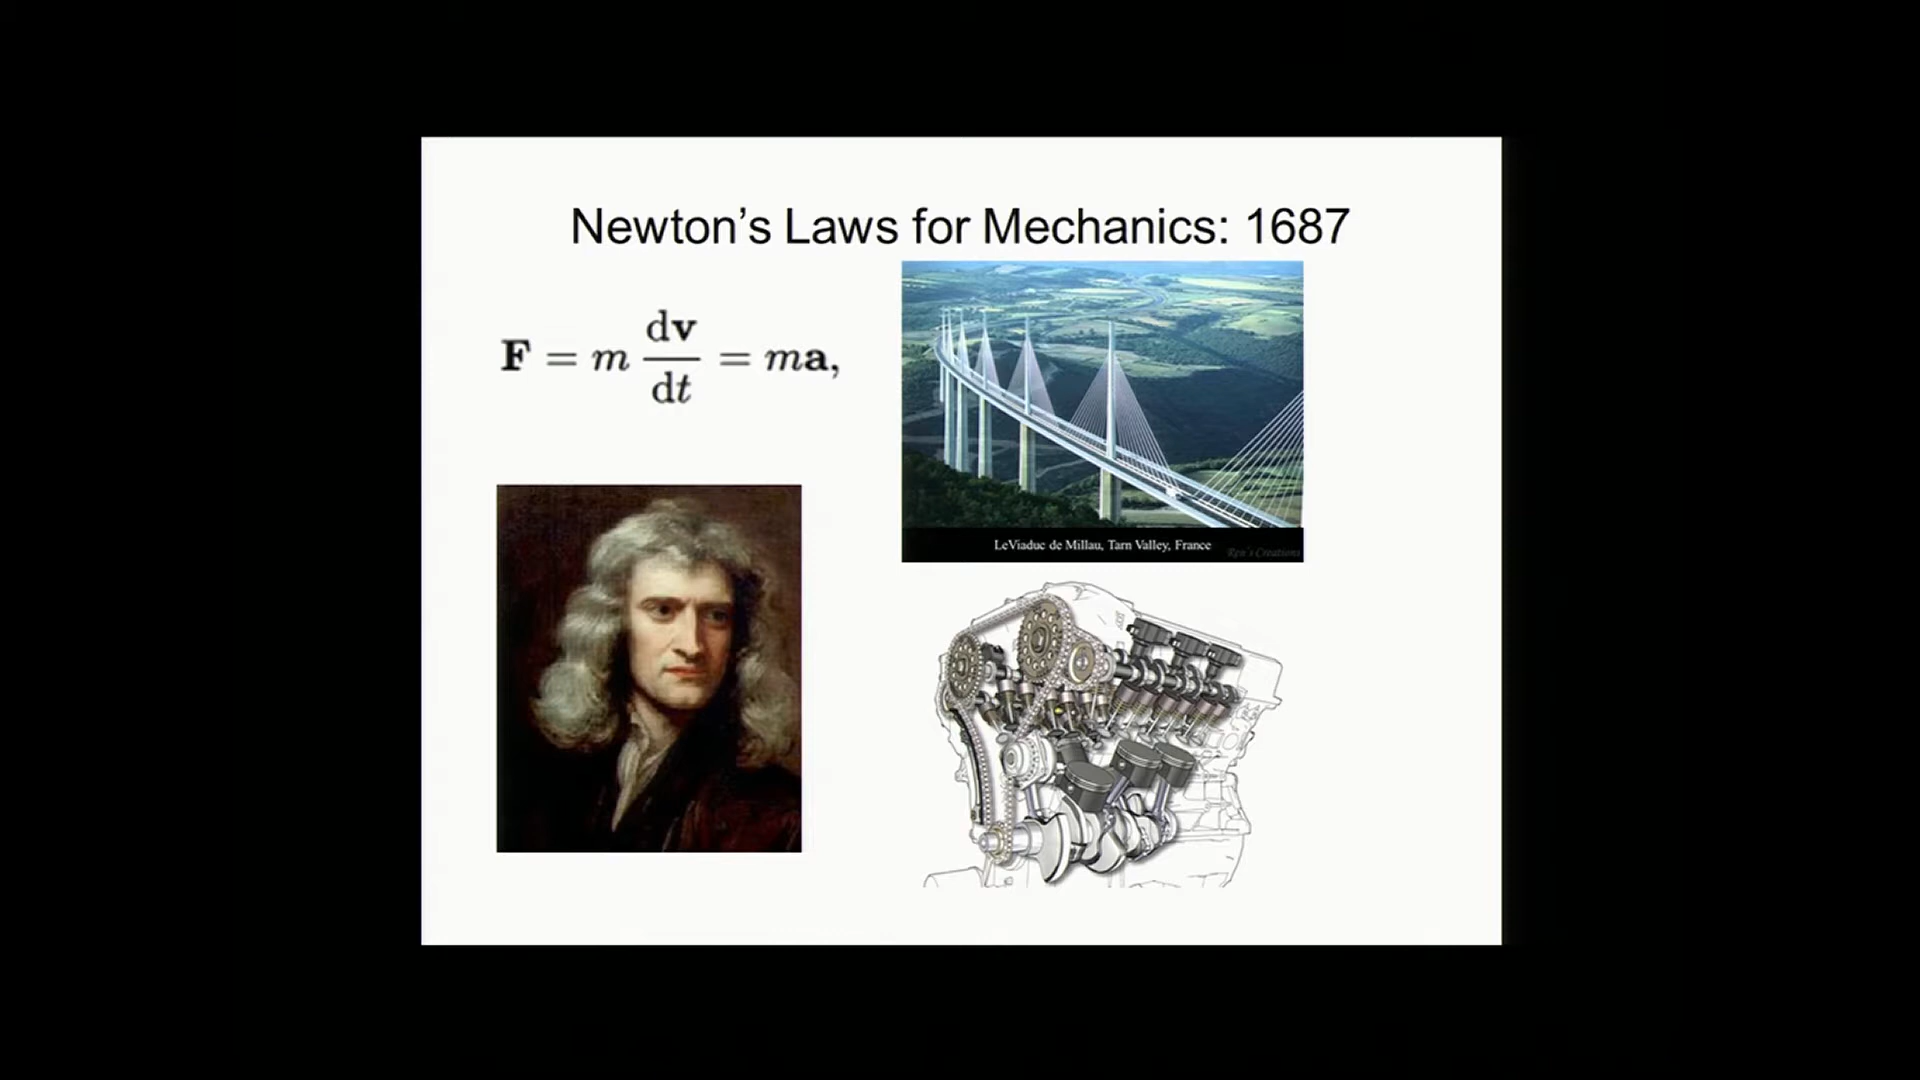 Newton’s Laws for Mechanics: 1687
F = m dv/dt = ma,
LeViaduc de Millau, Tarn Valley, France